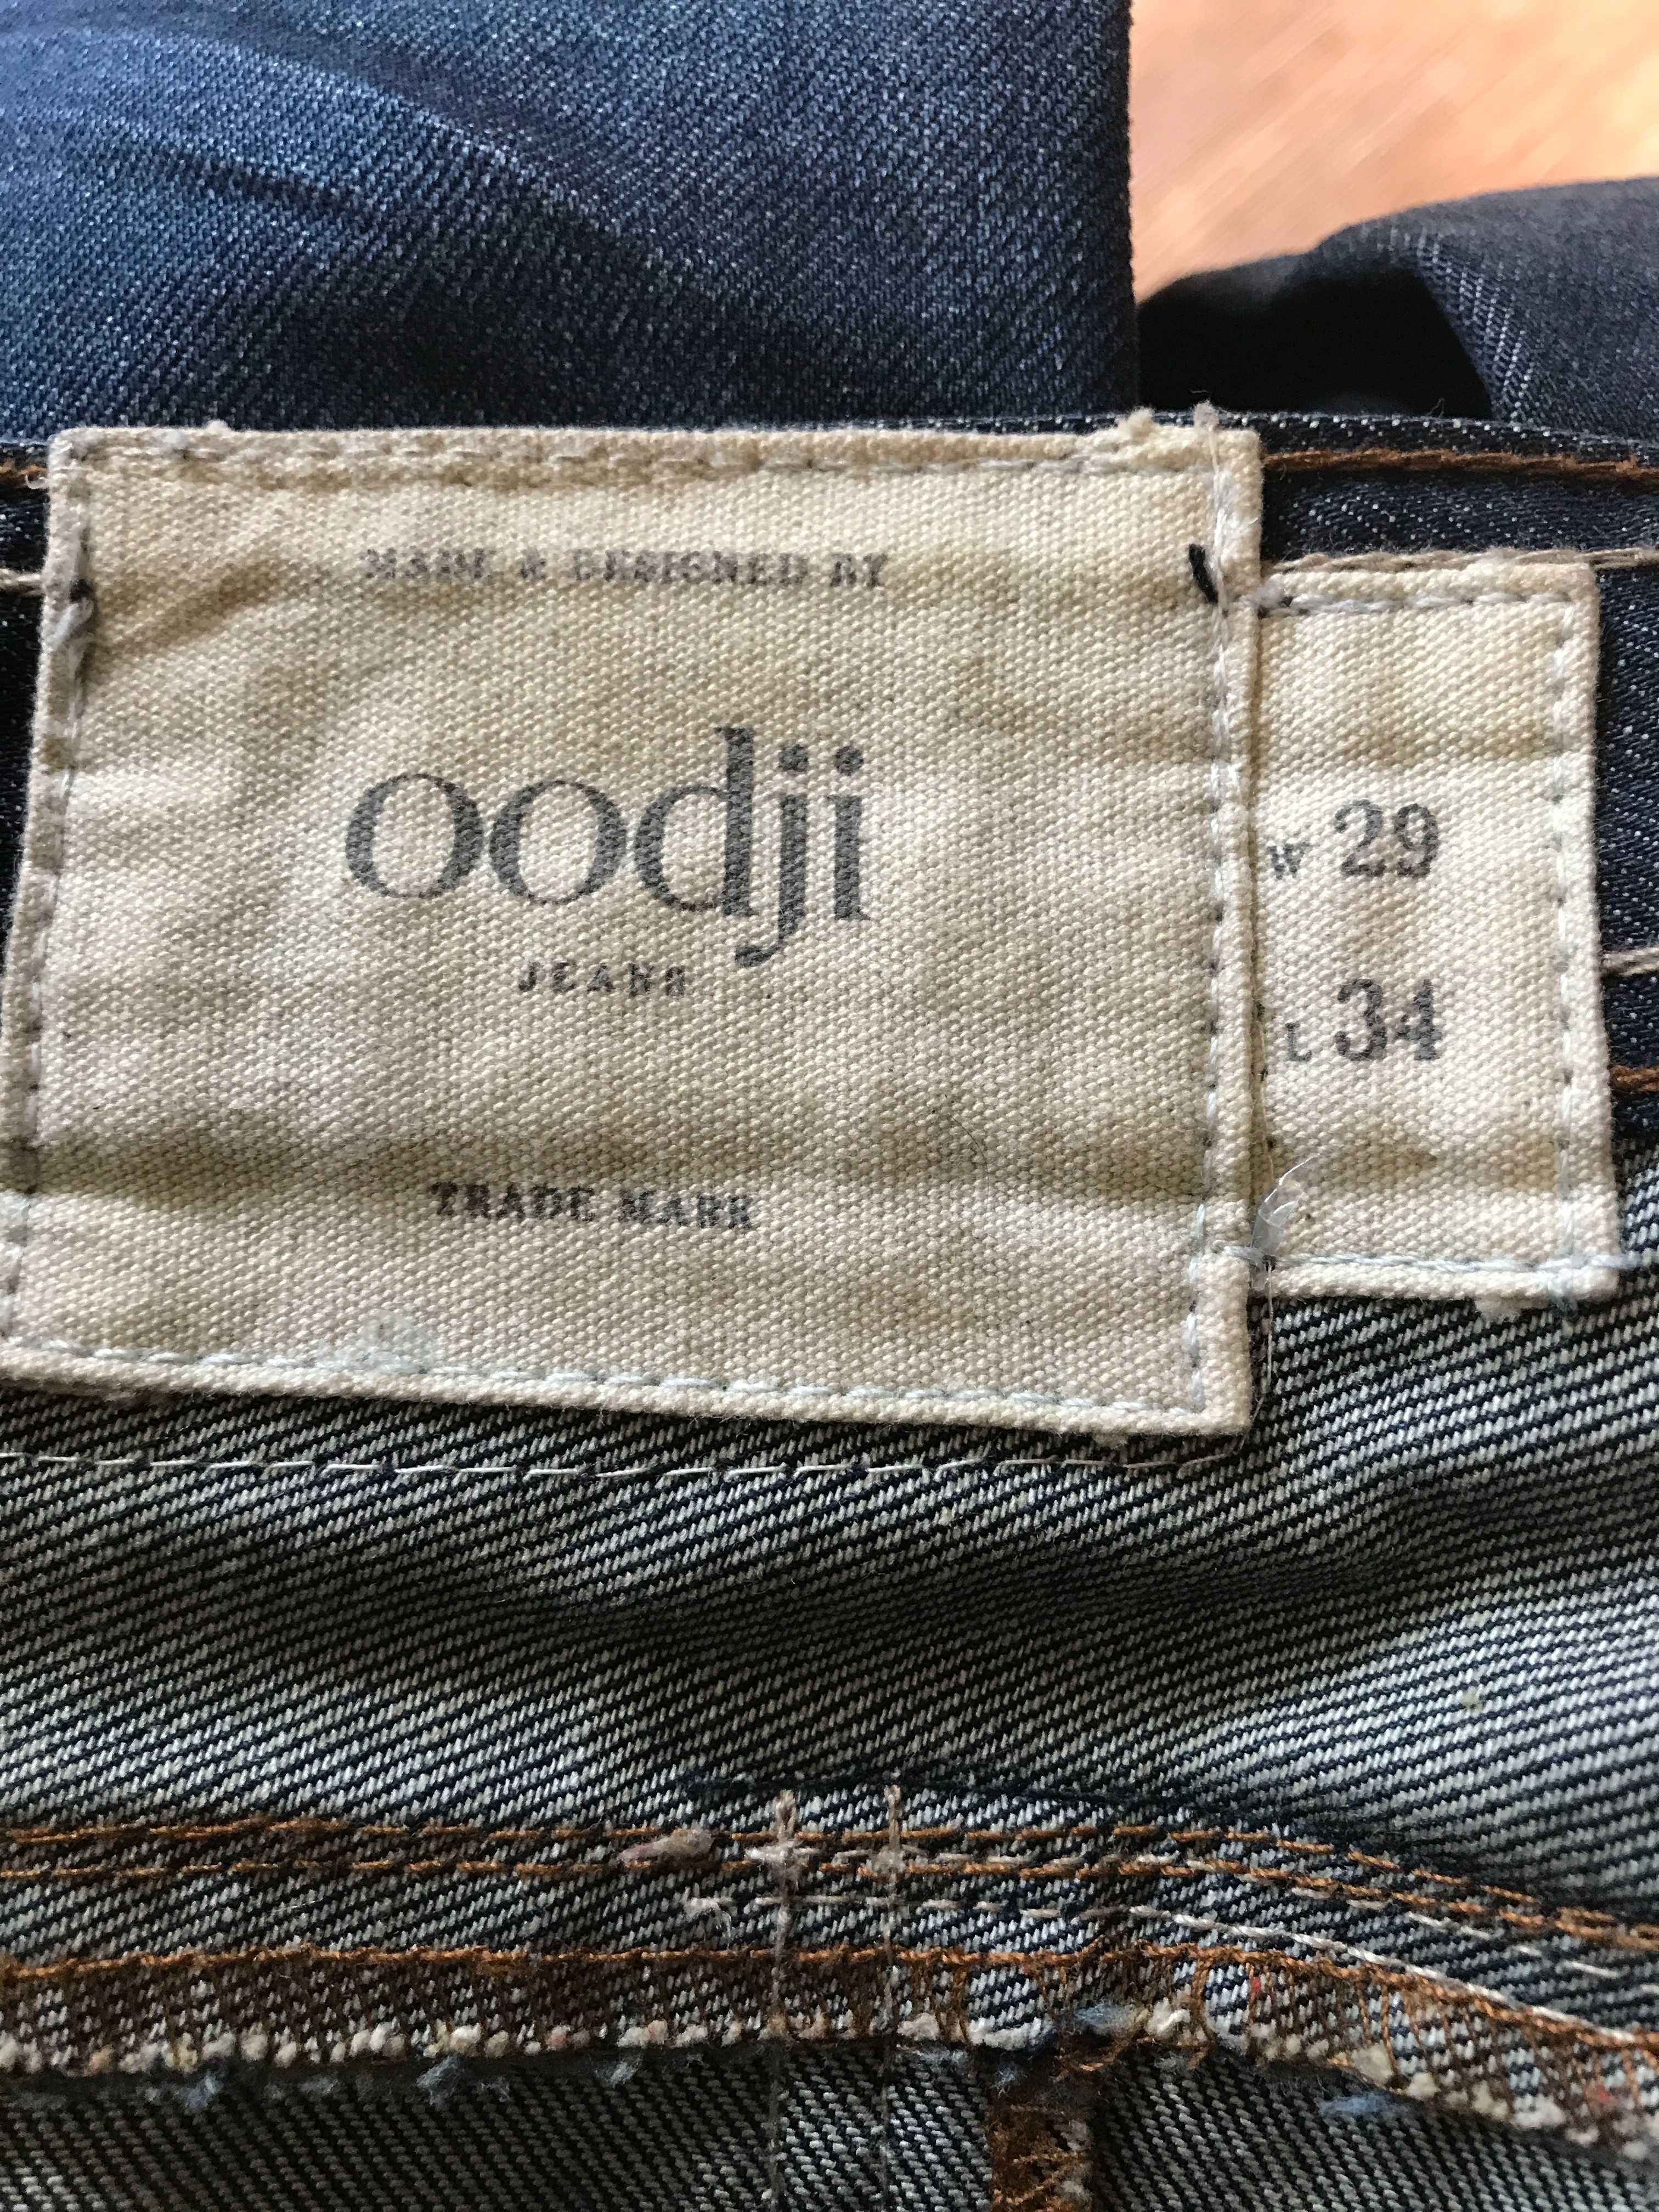 MADE & DESIGNED BY
oodji
JEANS
TRADE MARK
W 29
L 34